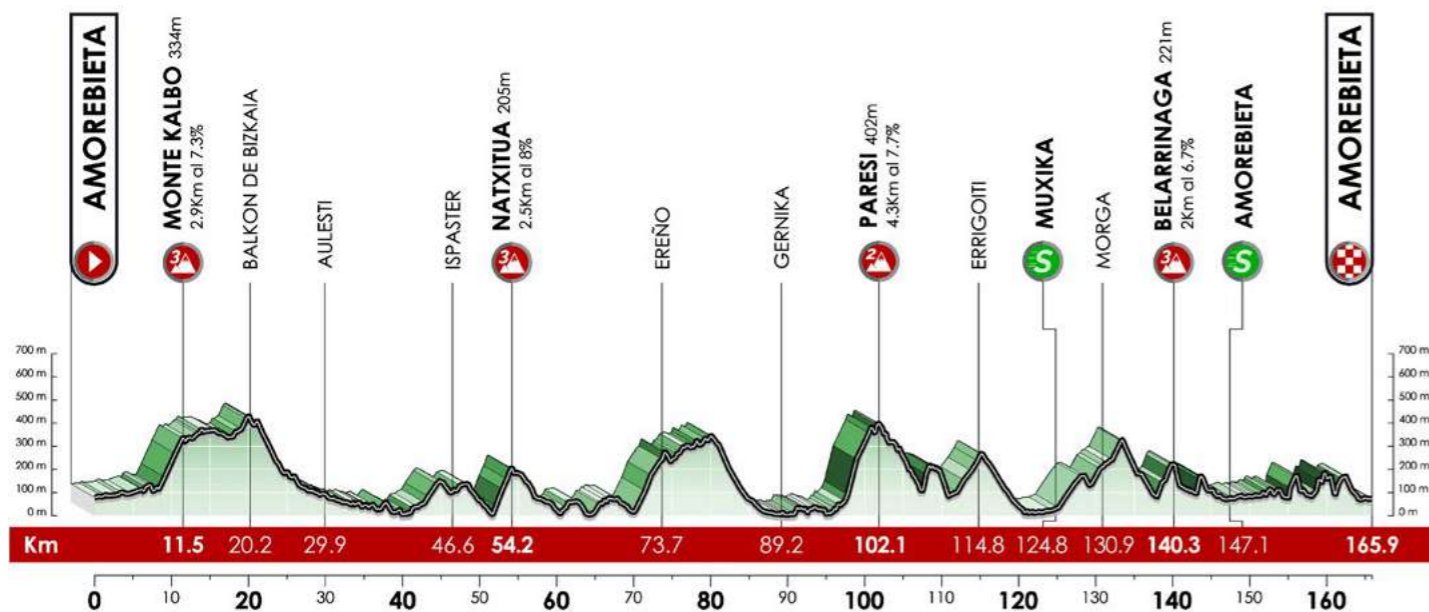 AMOREBIETA
MONTE KALBO 334m
2.9Km al 7.3%
BALKON DE BIZKAIA
AULESTI
ISPASTER
NATXITUA 205m
2.5Km al 8%
EREÑO
GERNIKA
PARESI 402m
4.3Km al 7.7%
ERRIGOITI
MUXIKA
MORGA
BELARRINAGA 221m
2Km al 6.7%
AMOREBIETA
AMOREBIETA
3
3
2
S
3
S
700 m
600 m
500 m
400 m
300 m
200 m
100 m
0 m
700 m
600 m
500 m
400 m
300 m
200 m
100 m
0 m
Km 11.5 20.2 29.9 46.6 54.2 73.7 89.2 102.1 114.8 124.8 130.9 140.3 147.1 165.9
0 10 20 30 40 50 60 70 80 90 100 110 120 130 140 150 160